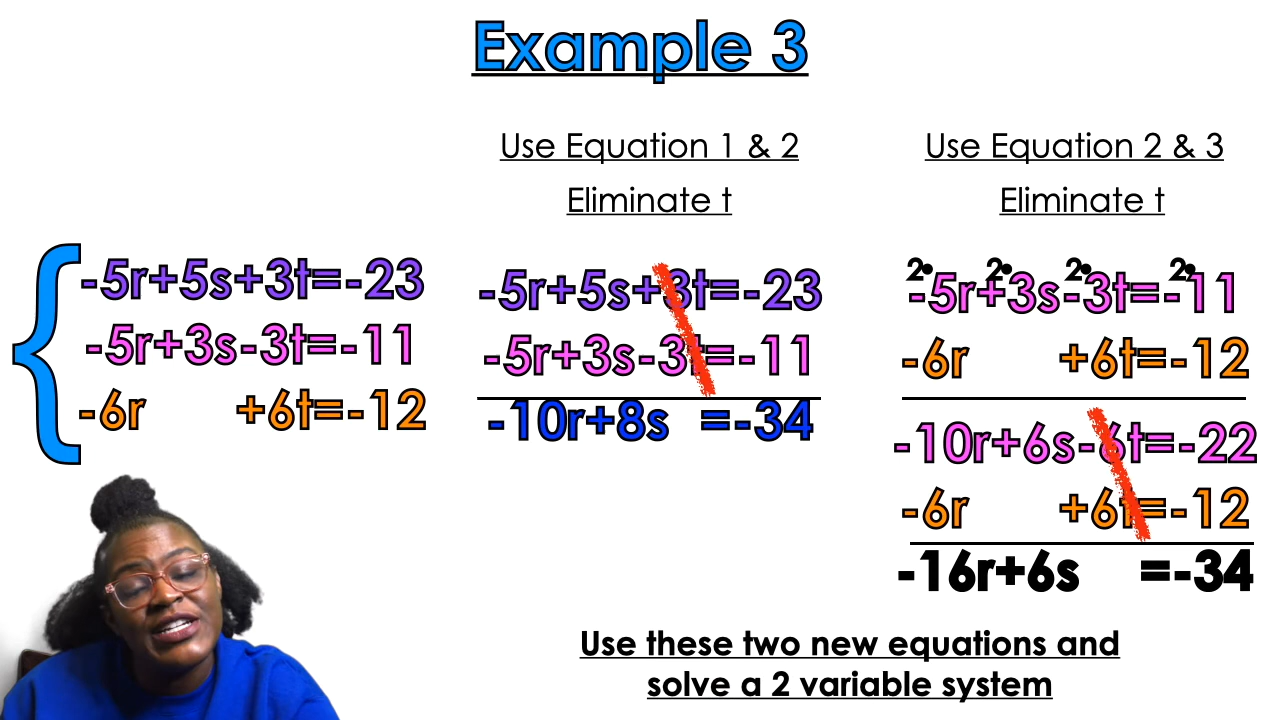 Example 3
Use Equation 1 & 2
Eliminate t
Use Equation 2 & 3
Eliminate t
-5r+5s+3t=-23
-5r+3s-3t=-11
-6r +6t=-12
-5r+5s+3t=-23
-5r+3s-3t=-11
-10r+8s =-34
2• 2• 2• 2•
-5r+3s-3t=-11
-6r +6t=-12
-10r+6s-6t=-22
-6r +6t=-12
-16r+6s =-34
Use these two new equations and
solve a 2 variable system